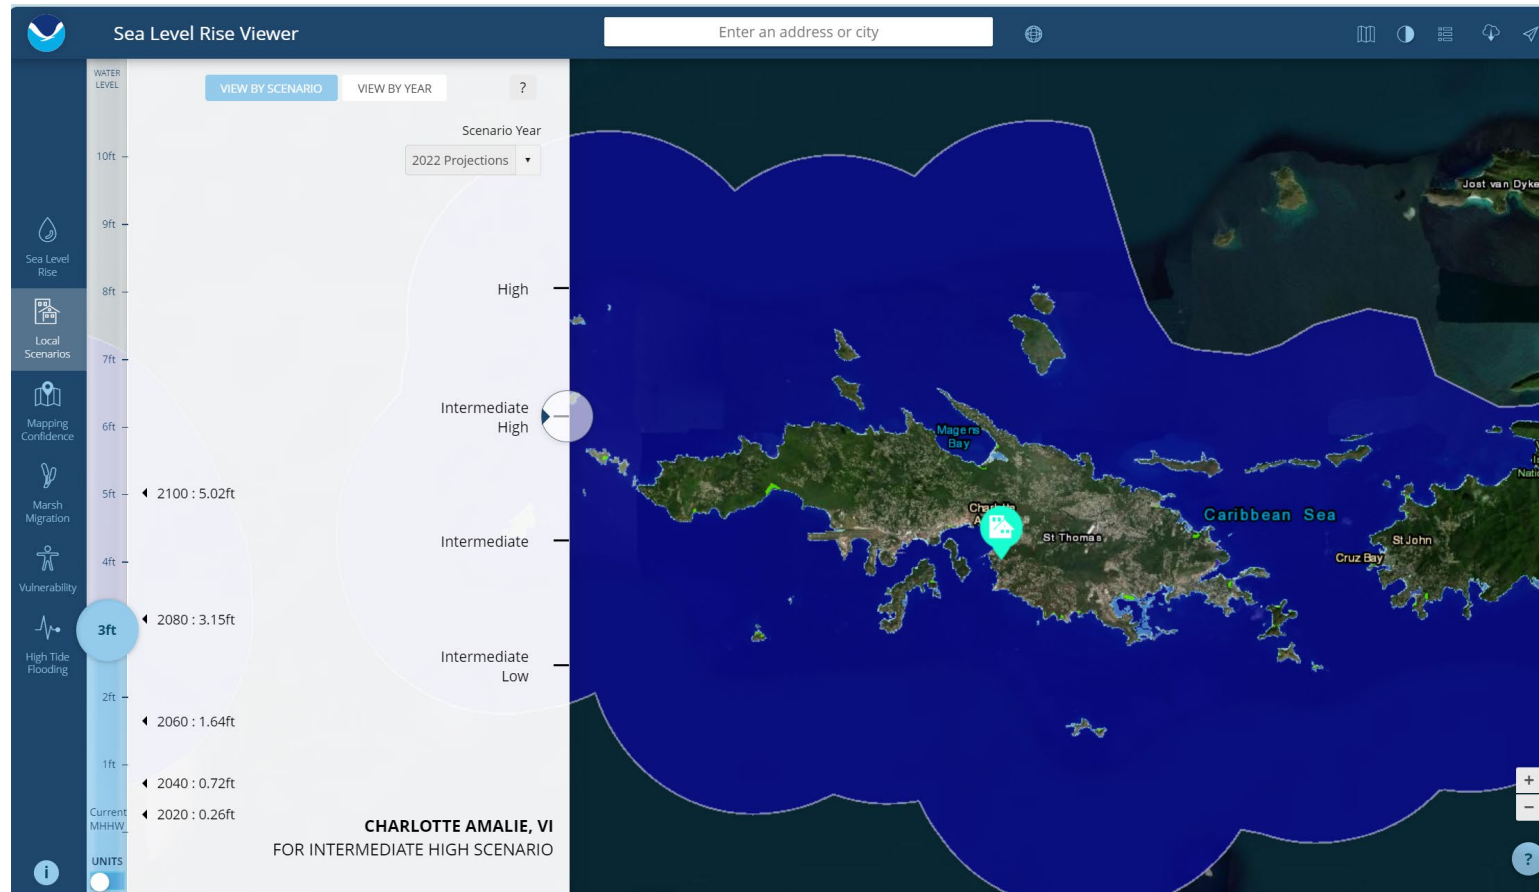 Sea Level Rise Viewer
Enter an address or city
WATER
LEVEL
VIEW BY SCENARIO
VIEW BY YEAR
?
Scenario Year
2022 Projections
10ft
9ft
8ft
7ft
6ft
5ft
4ft
3ft
2ft
1ft
Current
MHHW
UNITS
Sea Level
Rise
Local
Scenarios
Mapping
Confidence
Marsh
Migration
Vulnerability
High Tide
Flooding
i
High
Intermediate
High
Intermediate
Intermediate
Low
2100 : 5.02ft
2080 : 3.15ft
2060 : 1.64ft
2040 : 0.72ft
2020 : 0.26ft
CHARLOTTE AMALIE, VI
FOR INTERMEDIATE HIGH SCENARIO
Jost van Dyke
Magens
Bay
St Thomas
Caribbean Sea
St John
Cruz Bay
+
−
?